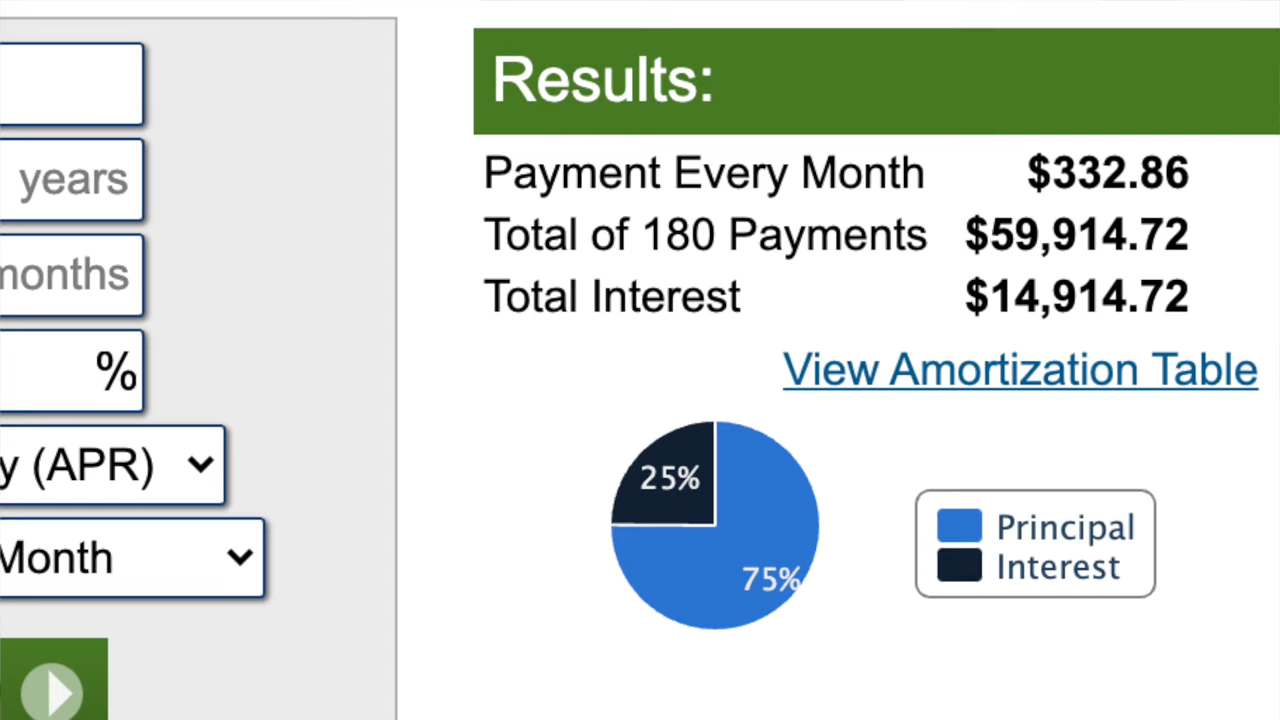 Results:
years
months
%
y (APR)
Month
Payment Every Month $332.86
Total of 180 Payments $59,914.72
Total Interest $14,914.72
View Amortization Table
25%
75%
Principal
Interest